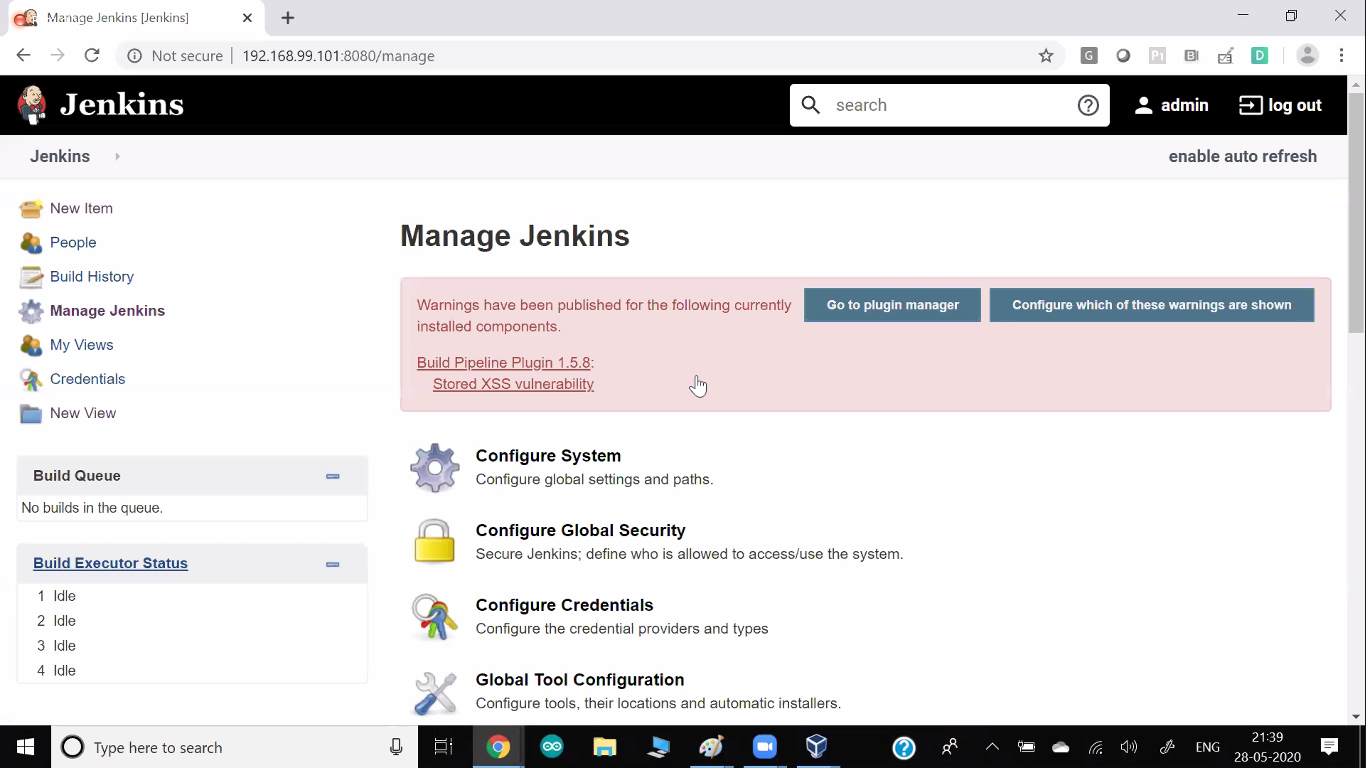 Manage Jenkins [Jenkins]
Not secure
192.168.99.101:8080/manage
G
P1
B!
D
Jenkins
search
admin
log out
Jenkins
enable auto refresh
New Item
People
Build History
Manage Jenkins
My Views
Credentials
New View
Build Queue
No builds in the queue.
Build Executor Status
1 Idle
2 Idle
3 Idle
4 Idle
Manage Jenkins
Warnings have been published for the following currently
installed components.
Go to plugin manager
Configure which of these warnings are shown
Build Pipeline Plugin 1.5.8:
Stored XSS vulnerability
Configure System
Configure global settings and paths.
Configure Global Security
Secure Jenkins; define who is allowed to access/use the system.
Configure Credentials
Configure the credential providers and types
Global Tool Configuration
Configure tools, their locations and automatic installers.
Type here to search
ENG
21:39
28-05-2020